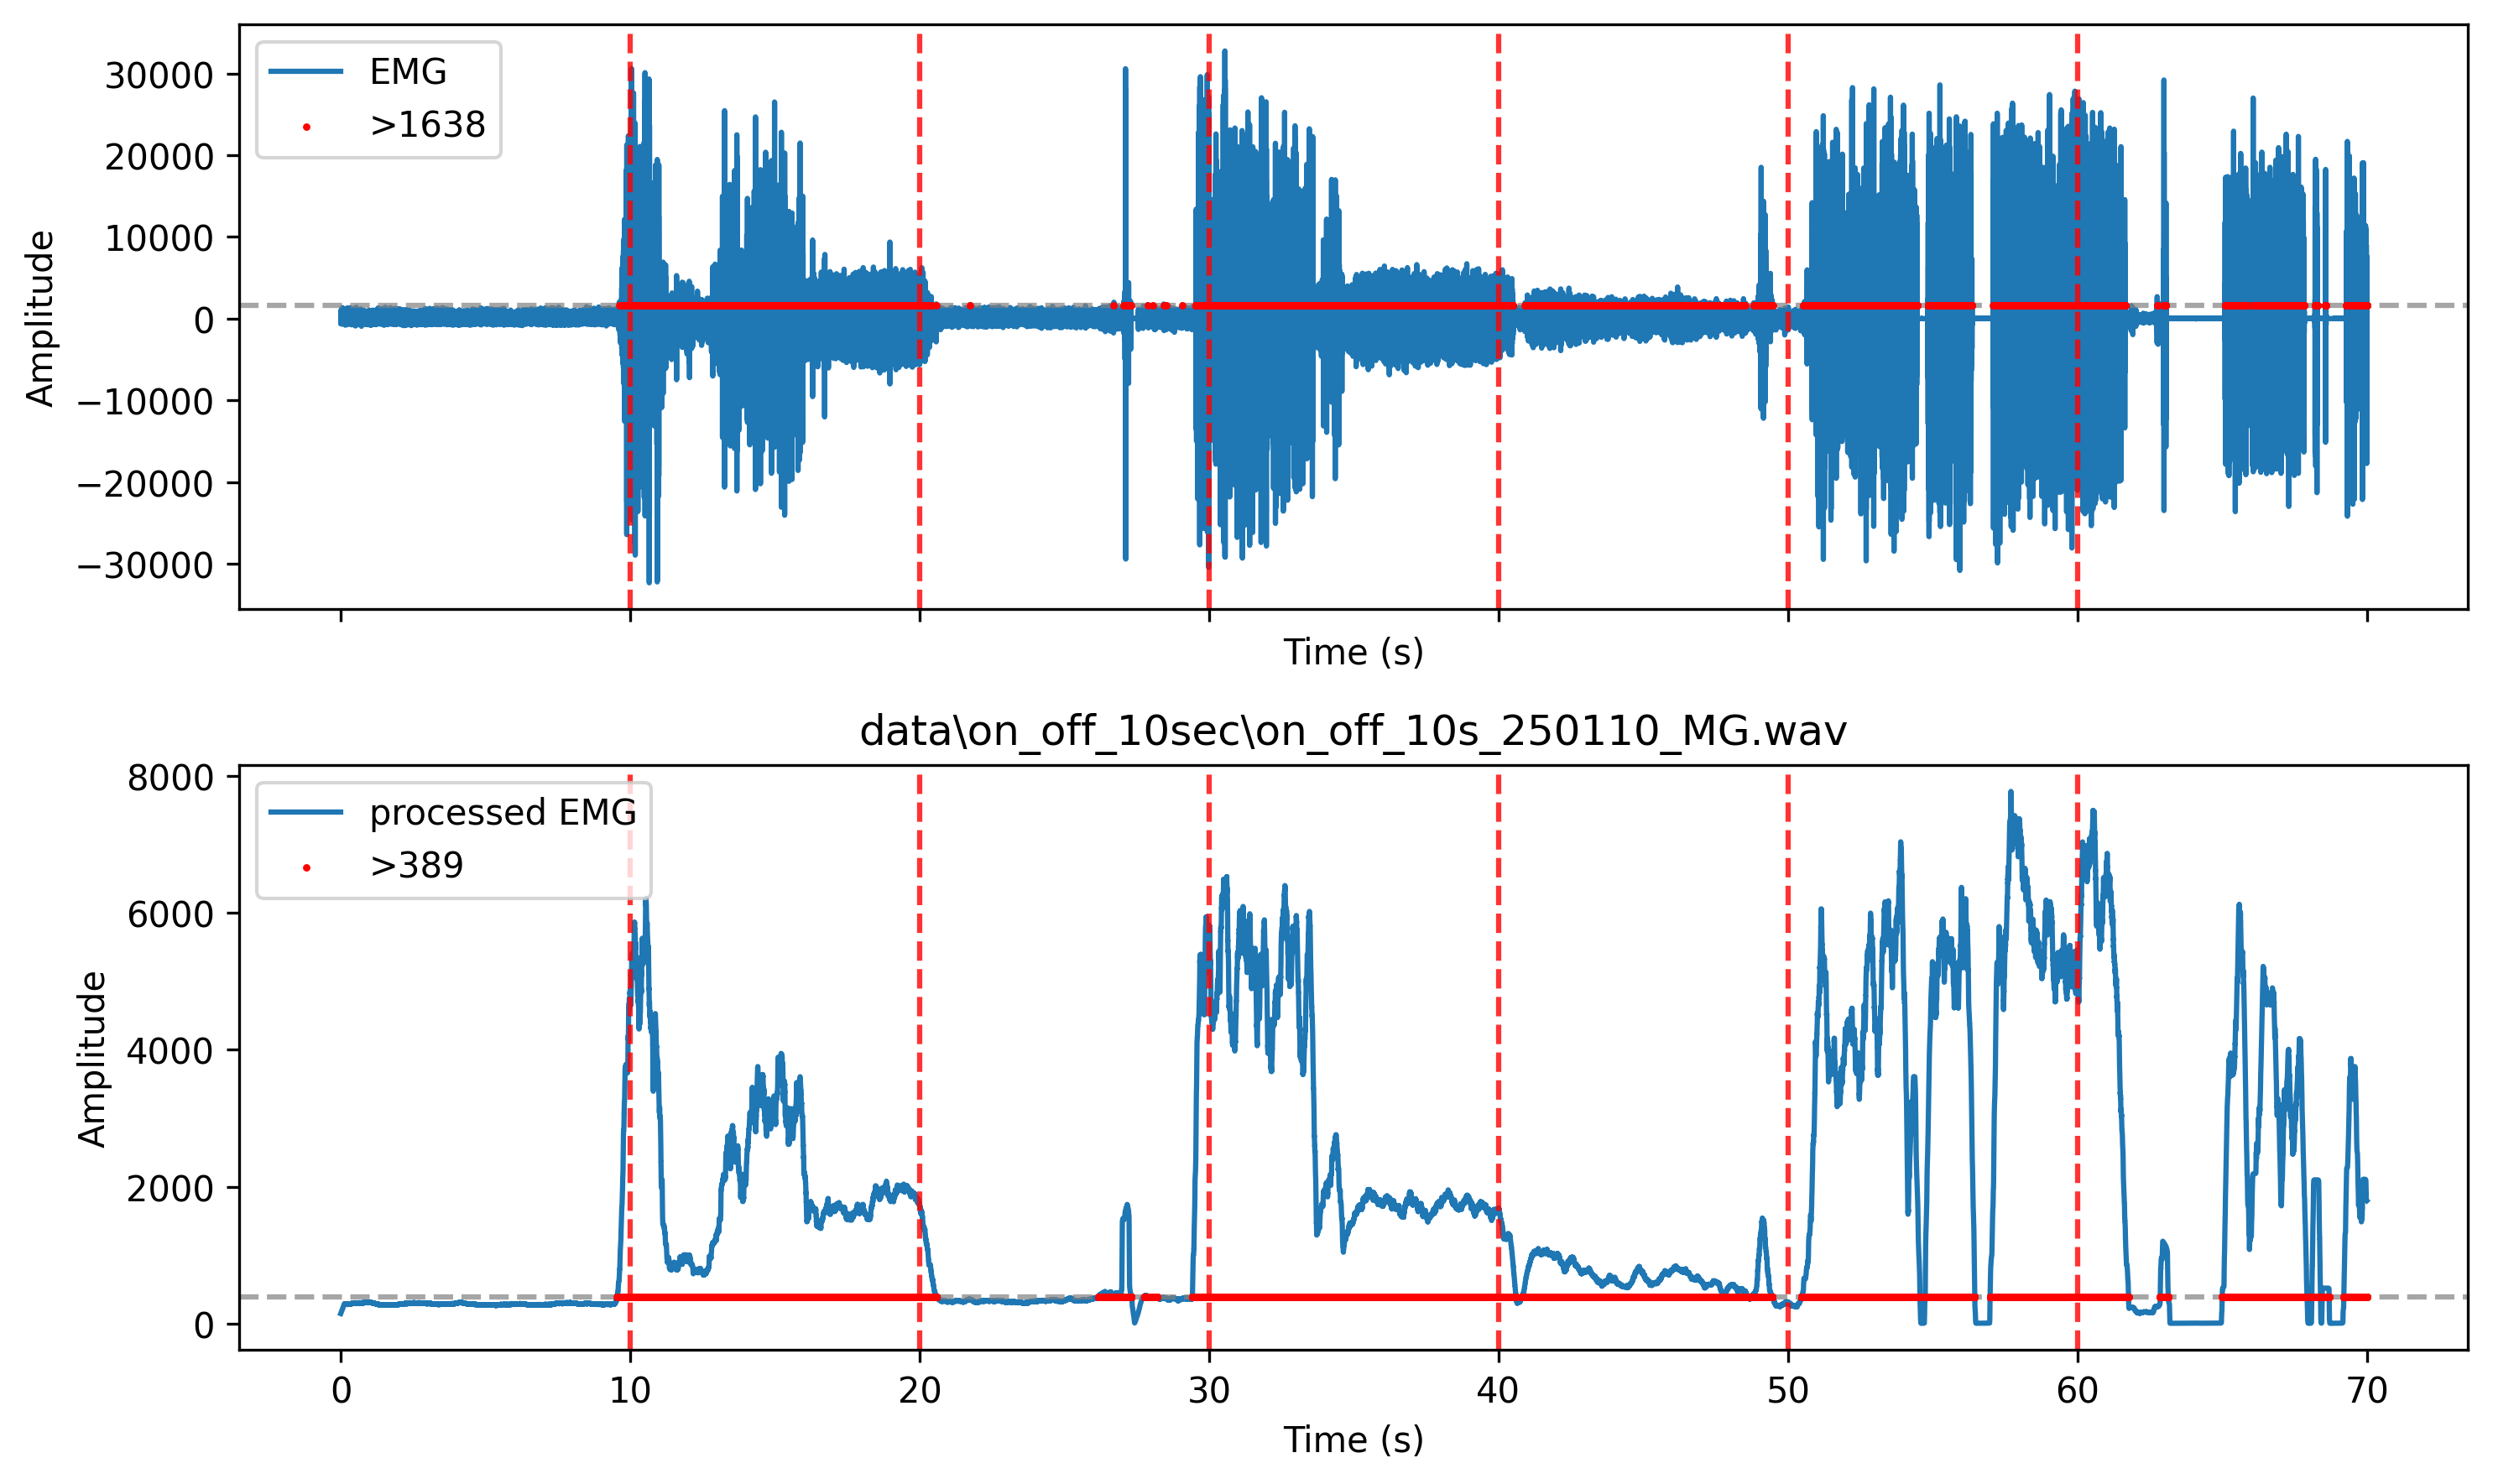 EMG
>1638
30000
20000
10000
0
−10000
−20000
−30000
Amplitude
Time (s)
data\on_off_10sec\on_off_10s_250110_MG.wav
processed EMG
>389
8000
6000
4000
2000
0
Amplitude
0 10 20 30 40 50 60 70
Time (s)